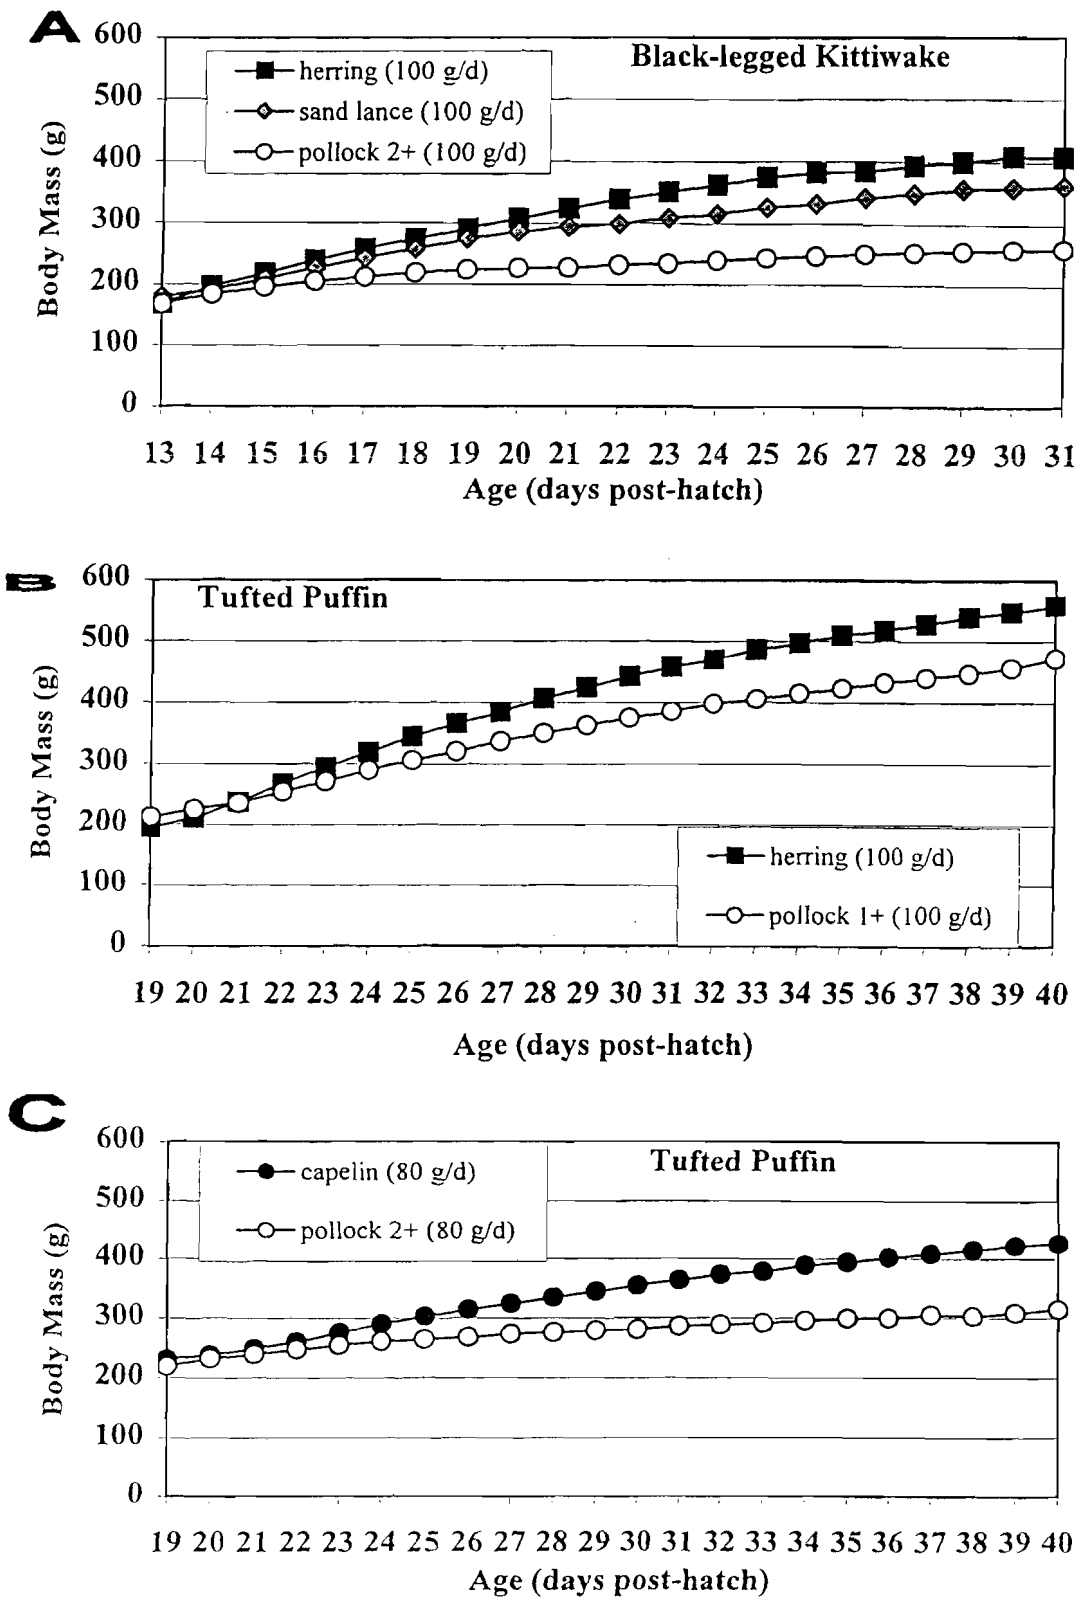 A
600
500
400
300
200
100
0
Body Mass (g)
herring (100 g/d)
sand lance (100 g/d)
pollock 2+ (100 g/d)
Black-legged Kittiwake
13 14 15 16 17 18 19 20 21 22 23 24 25 26 27 28 29 30 31
Age (days post-hatch)
B
600
500
400
300
200
100
0
Body Mass (g)
Tufted Puffin
herring (100 g/d)
pollock 1+ (100 g/d)
19 20 21 22 23 24 25 26 27 28 29 30 31 32 33 34 35 36 37 38 39 40
Age (days post-hatch)
C
600
500
400
300
200
100
0
Body Mass (g)
capelin (80 g/d)
pollock 2+ (80 g/d)
Tufted Puffin
19 20 21 22 23 24 25 26 27 28 29 30 31 32 33 34 35 36 37 38 39 40
Age (days post-hatch)